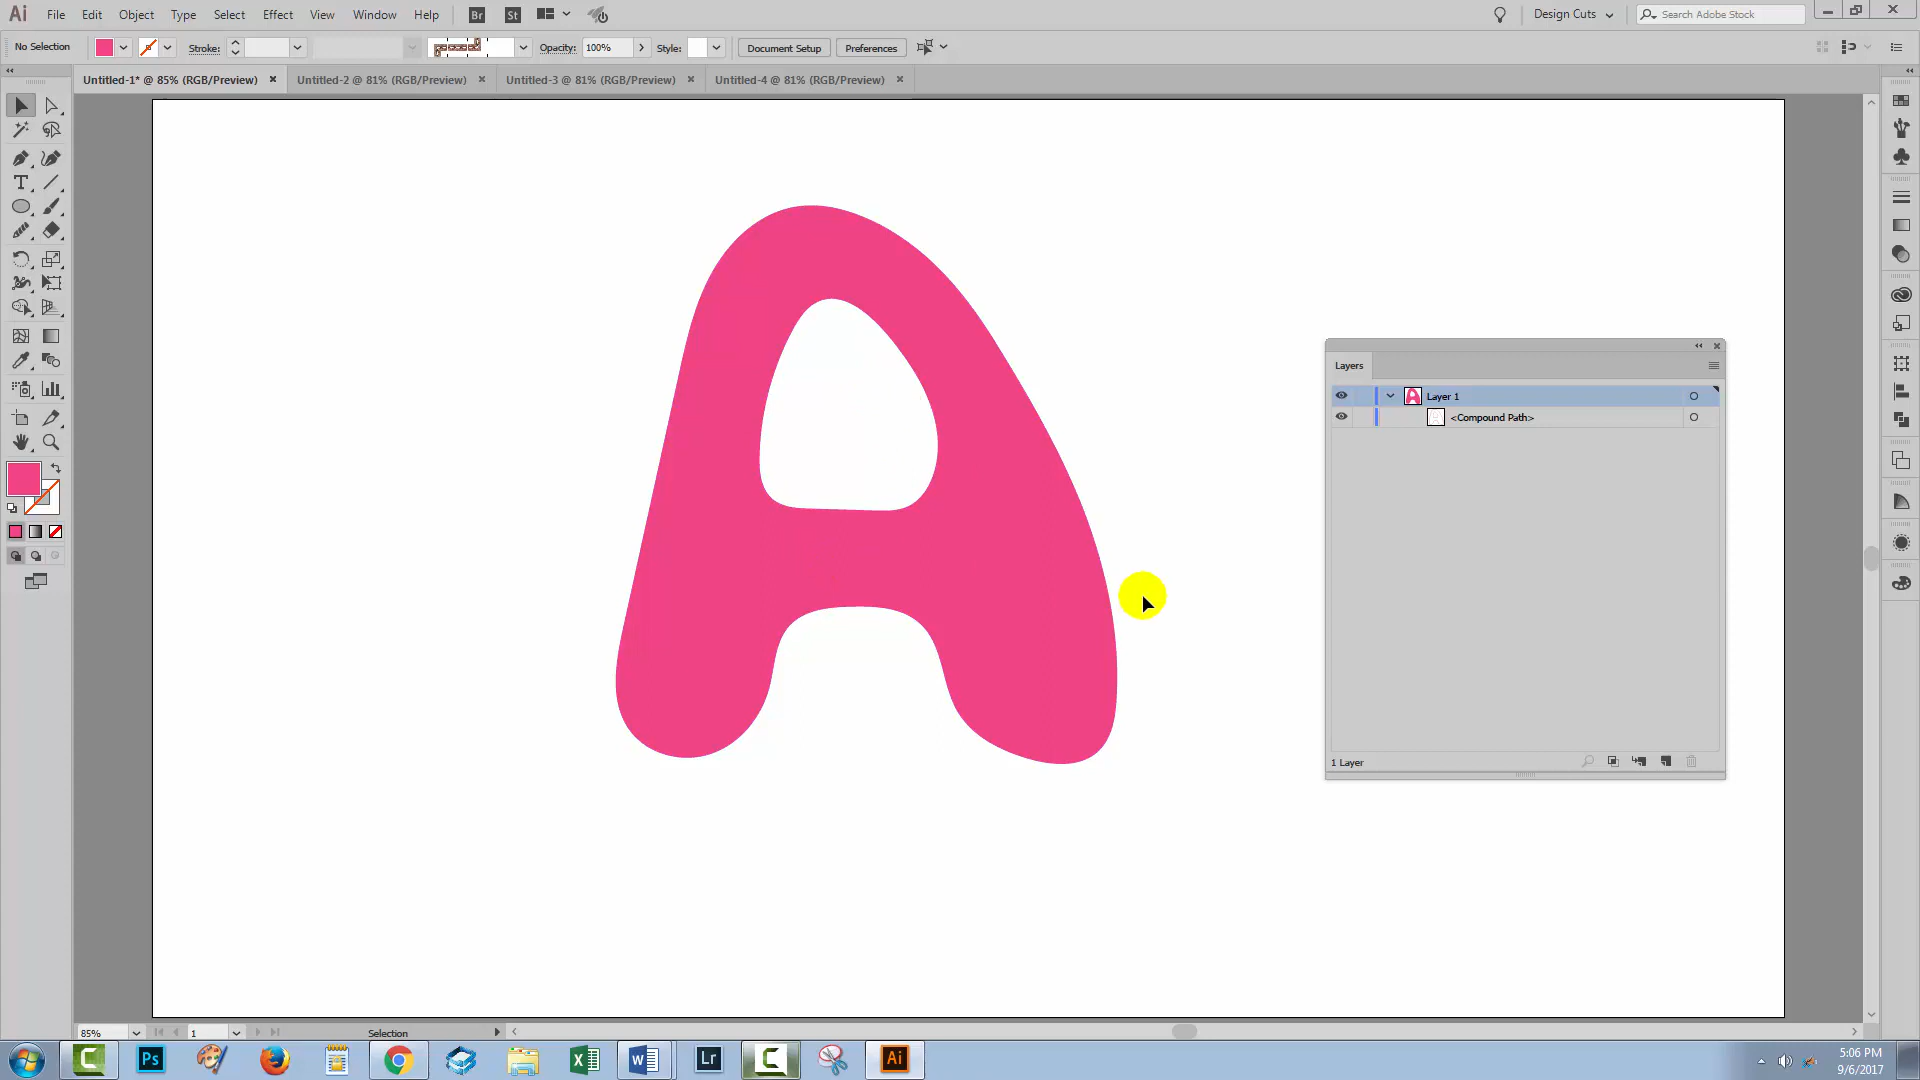 Ai File Edit Object Type Select Effect View Window Help Br St Design Cuts Search Adobe Stock
No Selection Stroke: Opacity: 100% Style: Document Setup Preferences
Untitled-1* @ 85% (RGB/Preview) Untitled-2 @ 81% (RGB/Preview) Untitled-3 @ 81% (RGB/Preview) Untitled-4 @ 81% (RGB/Preview)
A
Layers
Layer 1
<Compound Path>
1 Layer
85% 1 Selection
Ps Lr Ai
5:06 PM
9/6/2017